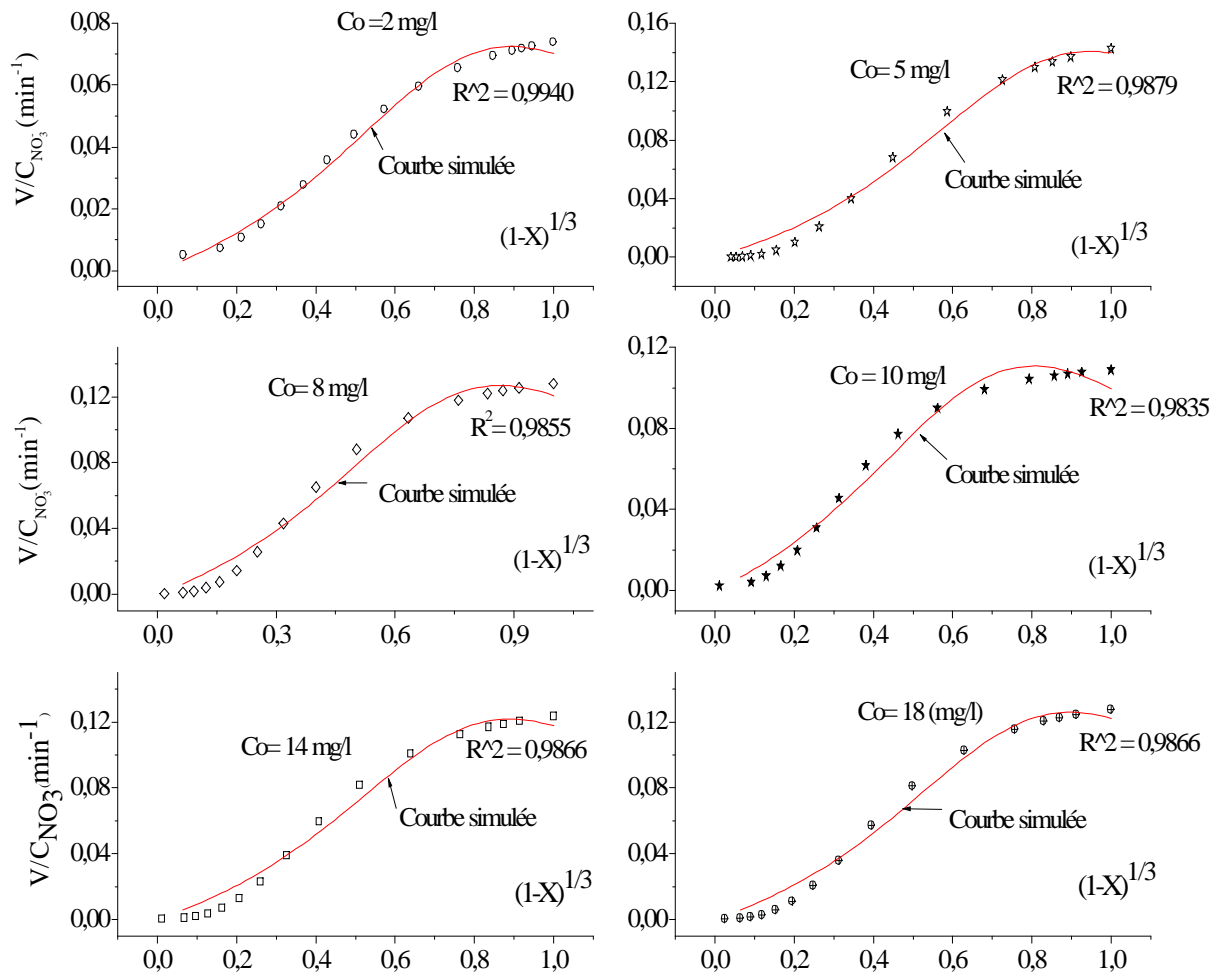 Co =2 mg/l
R^2 = 0,9940
Courbe simulée
(1-X)^1/3
V/C_NO3^- (min^-1)
0,08
0,06
0,04
0,02
0,00
0,0 0,2 0,4 0,6 0,8 1,0
Co= 5 mg/l
R^2 = 0,9879
Courbe simulée
(1-X)^1/3
0,16
0,12
0,08
0,04
0,00
0,0 0,2 0,4 0,6 0,8 1,0
Co= 8 mg/l
R^2= 0,9855
Courbe simulée
(1-X)^1/3
V/C_NO3^- (min^-1)
0,12
0,08
0,04
0,00
0,0 0,3 0,6 0,9
Co= 10 mg/l
R^2 = 0,9835
Courbe simulée
(1-X)^1/3
0,12
0,08
0,04
0,00
0,0 0,2 0,4 0,6 0,8 1,0
Co= 14 mg/l
R^2 = 0,9866
Courbe simulée
(1-X)^1/3
V/C_NO3(min^-1)
0,12
0,08
0,04
0,00
0,0 0,2 0,4 0,6 0,8 1,0
Co= 18 (mg/l)
R^2 = 0,9866
Courbe simulée
(1-X)^1/3
0,12
0,08
0,04
0,00
0,0 0,2 0,4 0,6 0,8 1,0